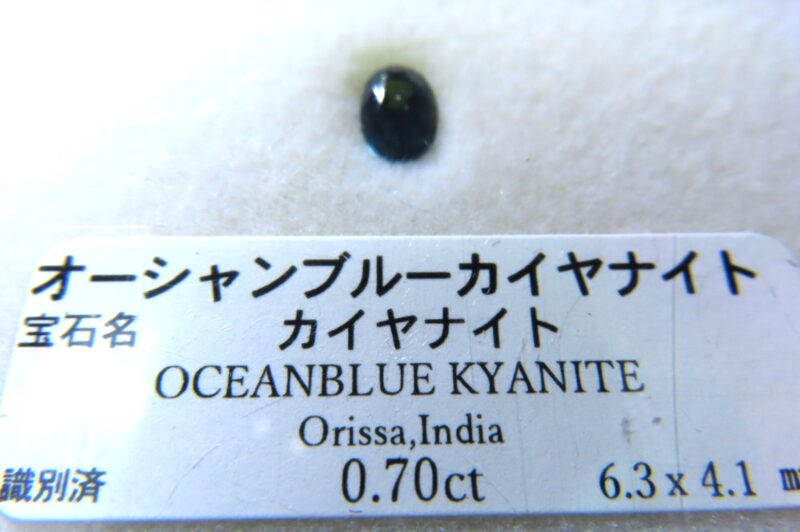 オーシャンブルーカイヤナイト
宝石名 カイヤナイト
OCEANBLUE KYANITE
Orissa,India
識別済 0.70ct 6.3 x 4.1